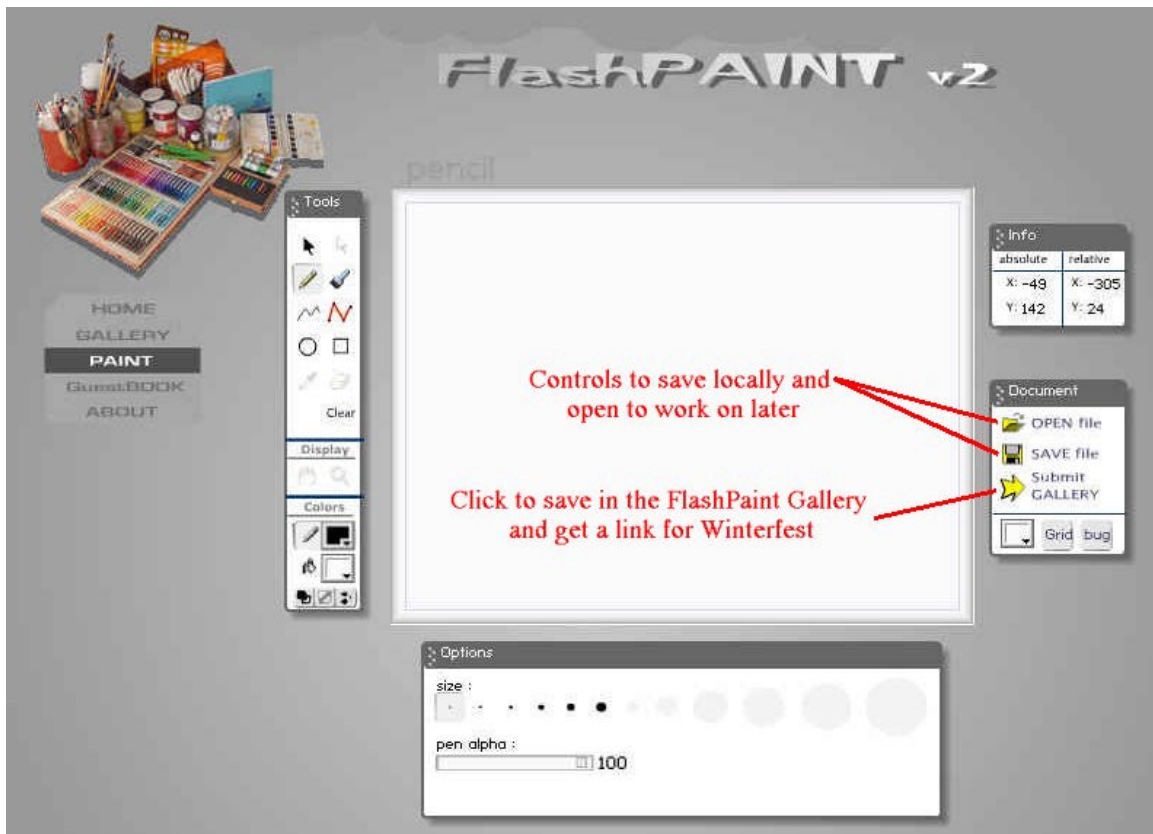 FlashPAINT v2
pencil
Tools
Clear
Display
Colors
HOME
GALLERY
PAINT
GuestBOOK
ABOUT
Info
absolute relative
X: -49 X: -305
Y: 142 Y: 24
Controls to save locally and
open to work on later
Click to save in the FlashPaint Gallery
and get a link for Winterfest
Document
OPEN file
SAVE file
Submit
GALLERY
Grid bug
Options
size :
pen alpha :
100